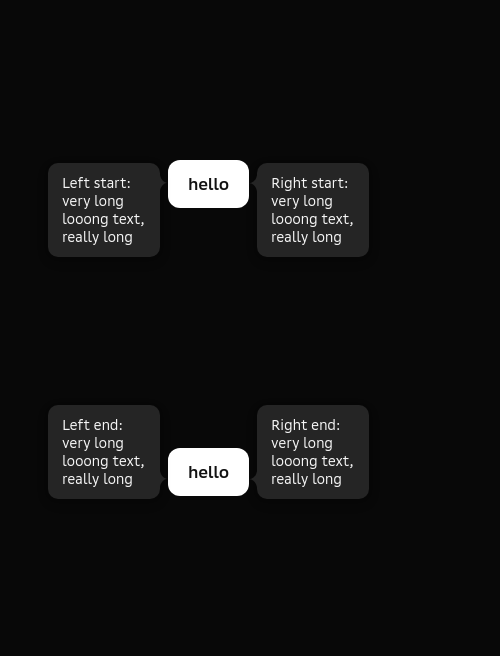 Left start:
very long
looong text,
really long
hello
Right start:
very long
looong text,
really long
Left end:
very long
looong text,
really long
hello
Right end:
very long
looong text,
really long